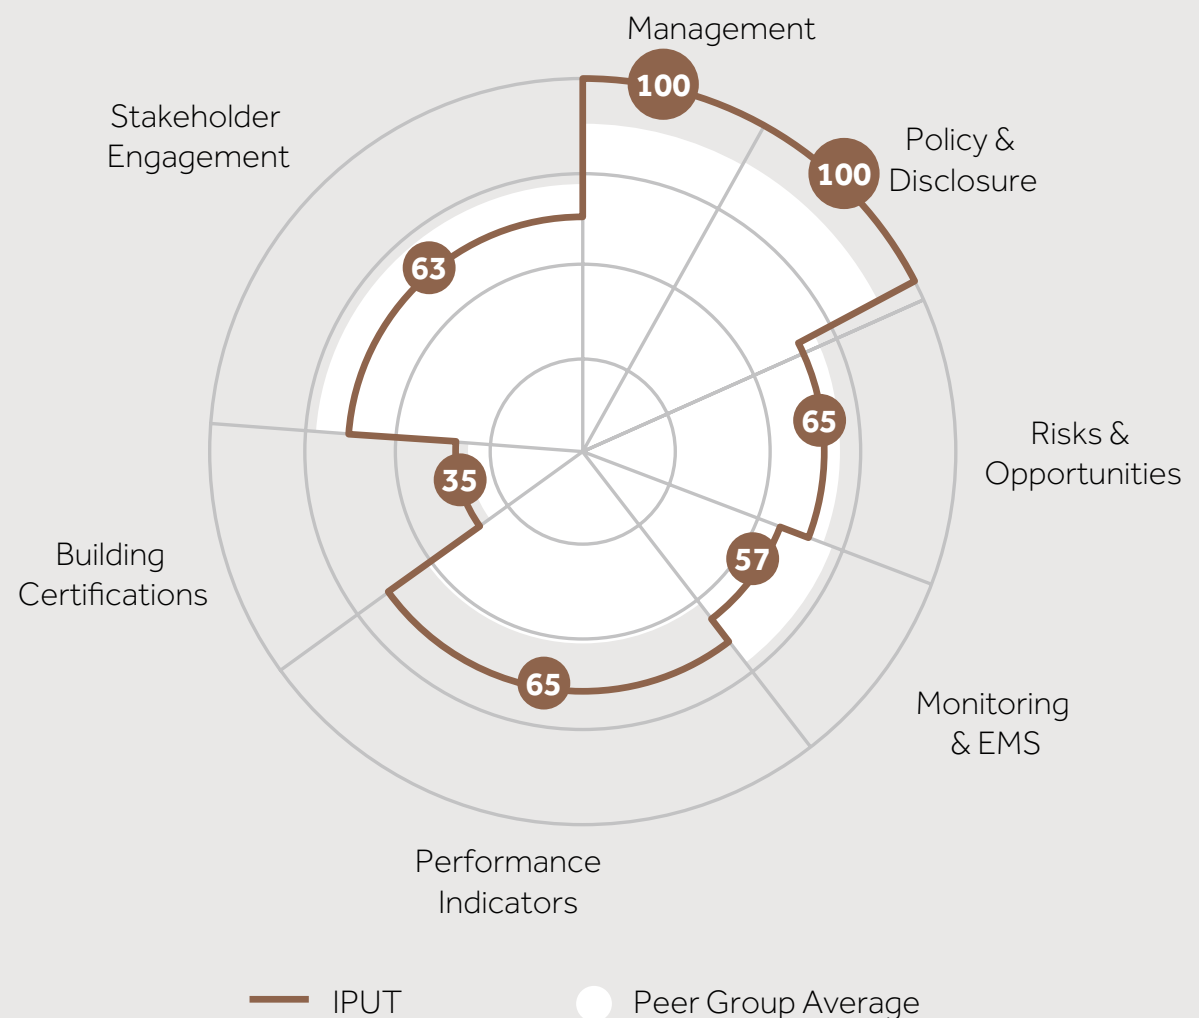 Management
100
Stakeholder
Engagement
Policy &
Disclosure
100
63
65
Risks &
Opportunities
35
57
Building
Certifications
65
Monitoring
& EMS
Performance
Indicators
IPUT
Peer Group Average